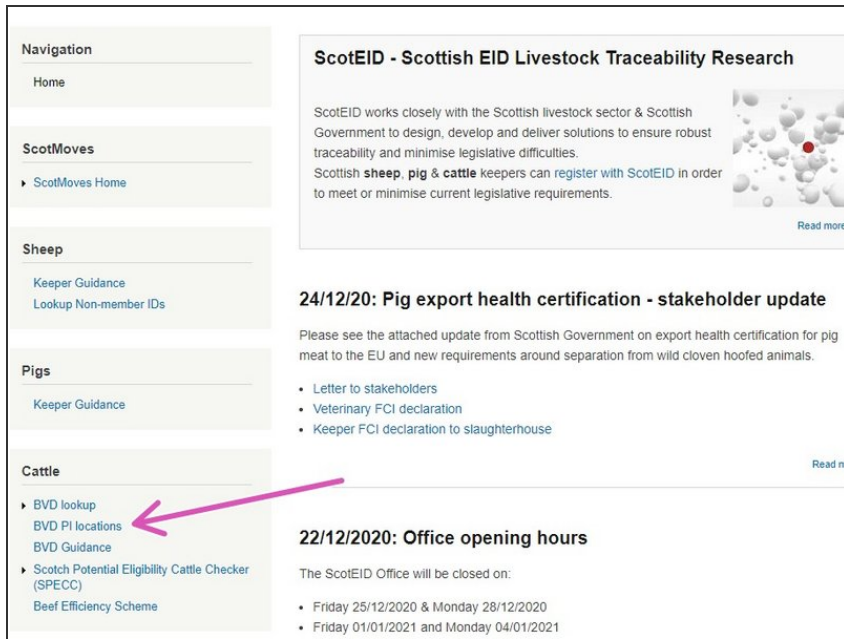 Navigation
Home
ScotMoves
ScotMoves Home
Sheep
Keeper Guidance
Lookup Non-member IDs
Pigs
Keeper Guidance
Cattle
BVD lookup
BVD PI locations
BVD Guidance
Scotch Potential Eligibility Cattle Checker
(SPECC)
Beef Efficiency Scheme
ScotEID - Scottish EID Livestock Traceability Research
ScotEID works closely with the Scottish livestock sector & Scottish
Government to design, develop and deliver solutions to ensure robust
traceability and minimise legislative difficulties.
Scottish sheep, pig & cattle keepers can register with ScotEID in order
to meet or minimise current legislative requirements.
Read more
24/12/20: Pig export health certification - stakeholder update
Please see the attached update from Scottish Government on export health certification for pig
meat to the EU and new requirements around separation from wild cloven hoofed animals.
• Letter to stakeholders
• Veterinary FCI declaration
• Keeper FCI declaration to slaughterhouse
Read m
22/12/2020: Office opening hours
The ScotEID Office will be closed on:
• Friday 25/12/2020 & Monday 28/12/2020
• Friday 01/01/2021 and Monday 04/01/2021